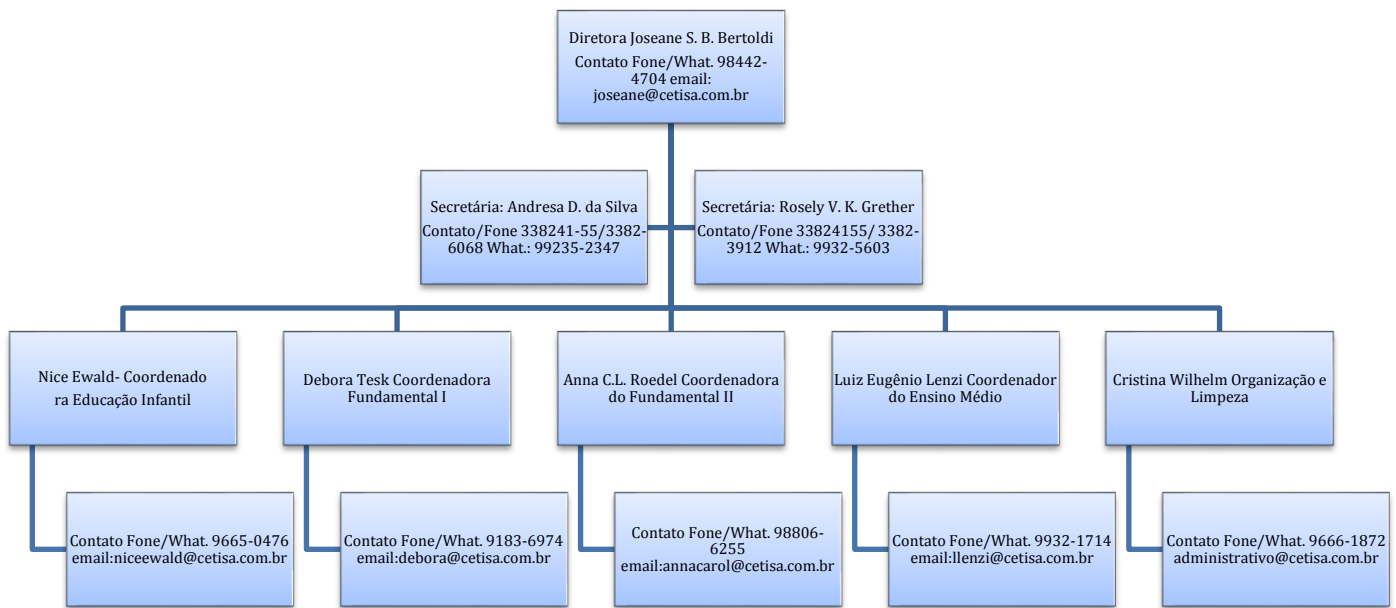 Diretora Joseane S. B. Bertoldi
Contato Fone/What. 98442-
4704 email:
joseane@cetisa.com.br
Secretária: Andresa D. da Silva
Contato/Fone 338241-55/3382-
6068 What.: 99235-2347
Secretária: Rosely V. K. Grether
Contato/Fone 33824155/ 3382-
3912 What.: 9932-5603
Nice Ewald- Coordenado
ra Educação Infantil
Debora Tesk Coordenadora
Fundamental I
Anna C.L. Roedel Coordenadora
do Fundamental II
Luiz Eugênio Lenzi Coordenador
do Ensino Médio
Cristina Wilhelm Organização e
Limpeza
Contato Fone/What. 9665-0476
email:niceewald@cetisa.com.br
Contato Fone/What. 9183-6974
email:debora@cetisa.com.br
Contato Fone/What. 98806-
6255
email:annacarol@cetisa.com.br
Contato Fone/What. 9932-1714
email:llenzi@cetisa.com.br
Contato Fone/What. 9666-1872
administrativo@cetisa.com.br